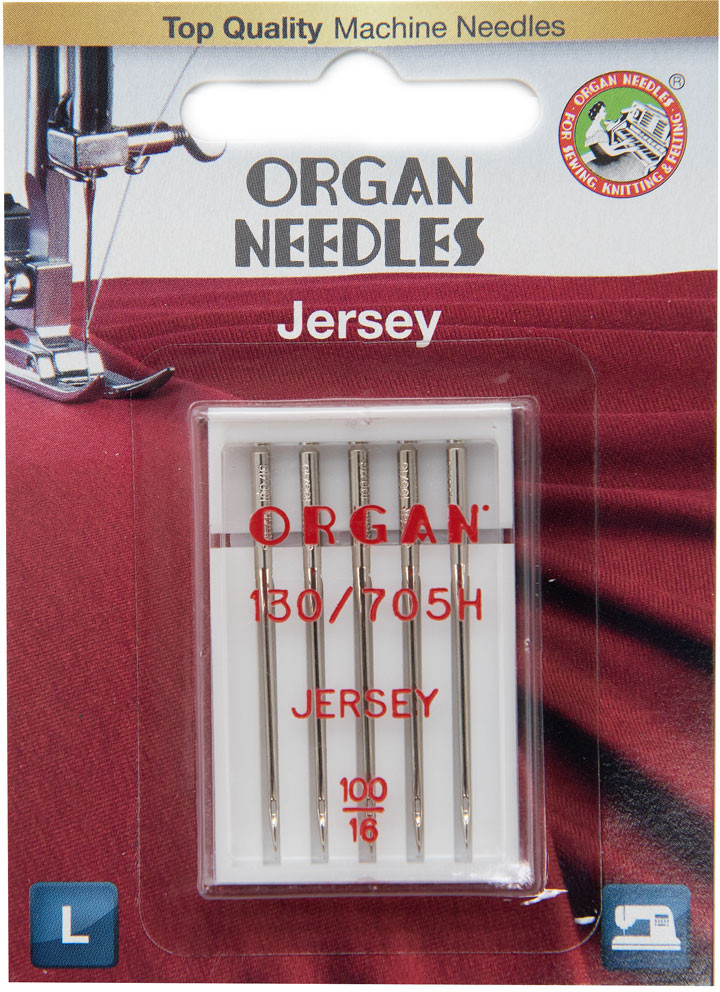 Top Quality Machine Needles
ORGAN NEEDLES ®
FOR SEWING, KNITTING & FELTING
ORGAN
NEEDLES
Jersey
ORGAN
130/705H
JERSEY
100
16
L